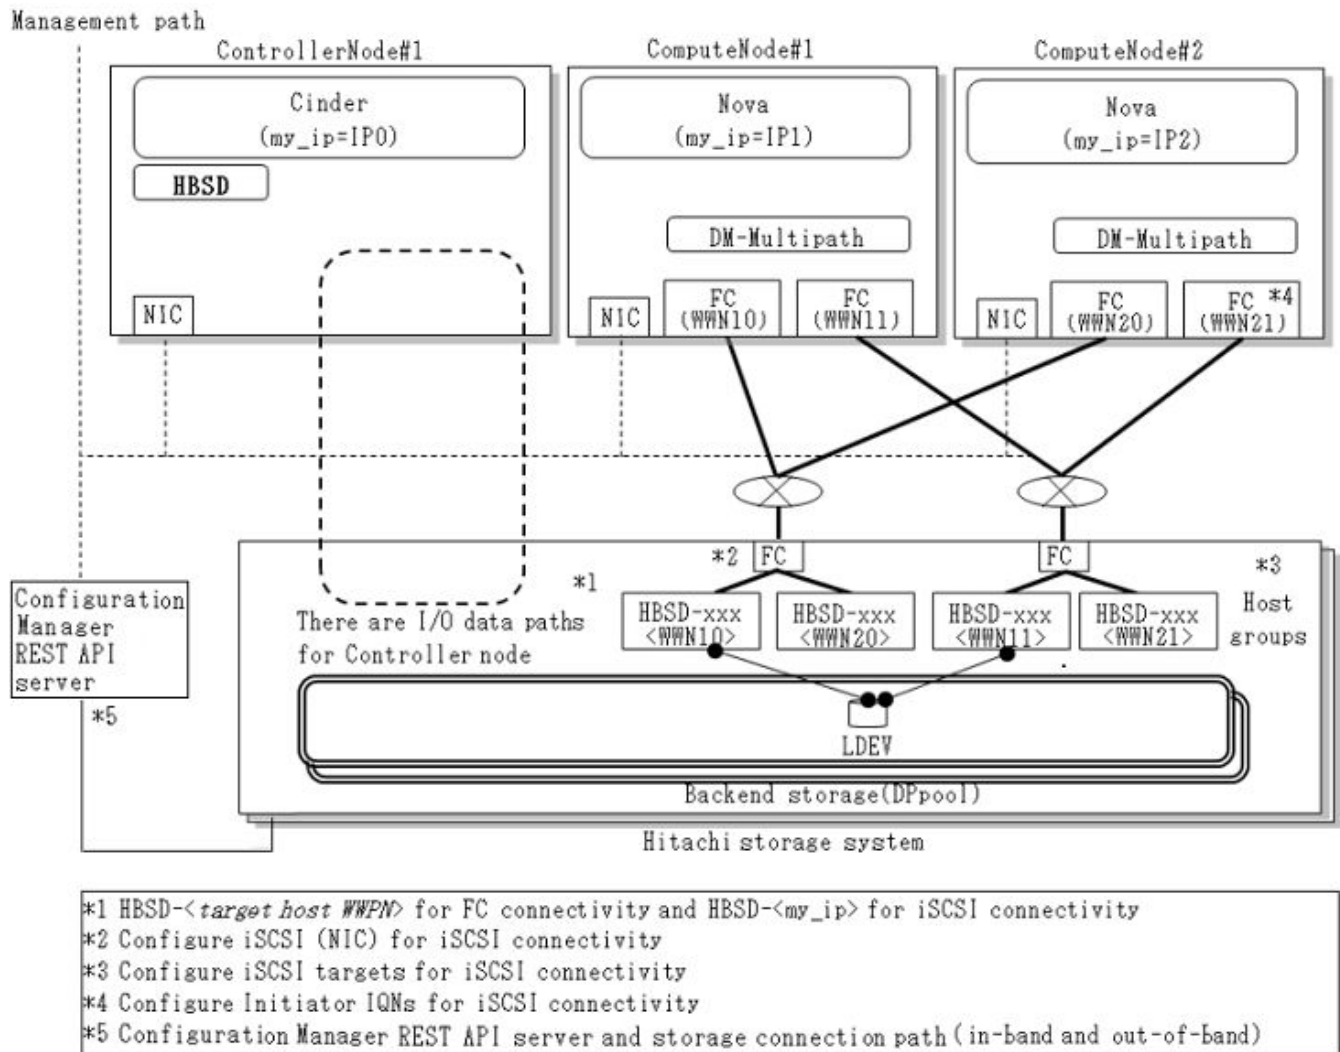 Management path
ControllerNode#1
ComputeNode#1
ComputeNode#2
Cinder
(my_ip=IP0)
HBSD
NIC
Nova
(my_ip=IP1)
DM-Multipath
NIC
FC
(WWN10)
FC
(WWN11)
Nova
(my_ip=IP2)
DM-Multipath
NIC
FC
(WWN20)
FC *4
(WWN21)
*2
FC
FC
*3
*1
HBSD-xxx
<WWN10>
HBSD-xxx
<WWN20>
HBSD-xxx
<WWN11>
HBSD-xxx
<WWN21>
Host
groups
Configuration
Manager
REST API
server
*5
There are I/O data paths
for Controller node
LDEV
Backend storage(DPpool)
Hitachi storage system
*1 HBSD-<target host WWPN> for FC connectivity and HBSD-<my_ip> for iSCSI connectivity
*2 Configure iSCSI (NIC) for iSCSI connectivity
*3 Configure iSCSI targets for iSCSI connectivity
*4 Configure Initiator IQNs for iSCSI connectivity
*5 Configuration Manager REST API server and storage connection path (in-band and out-of-band)